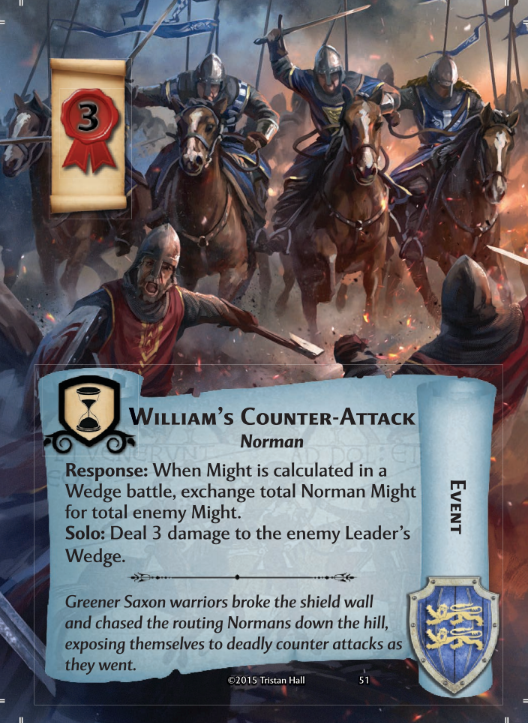 3
WILLIAM'S COUNTER-ATTACK
Norman
Response: When Might is calculated in a
Wedge battle, exchange total Norman Might
for total enemy Might.
Solo: Deal 3 damage to the enemy Leader's
Wedge.
EVENT
Greener Saxon warriors broke the shield wall
and chased the routing Normans down the hill,
exposing themselves to deadly counter attacks as
they went.
©2015 Tristan Hall 51